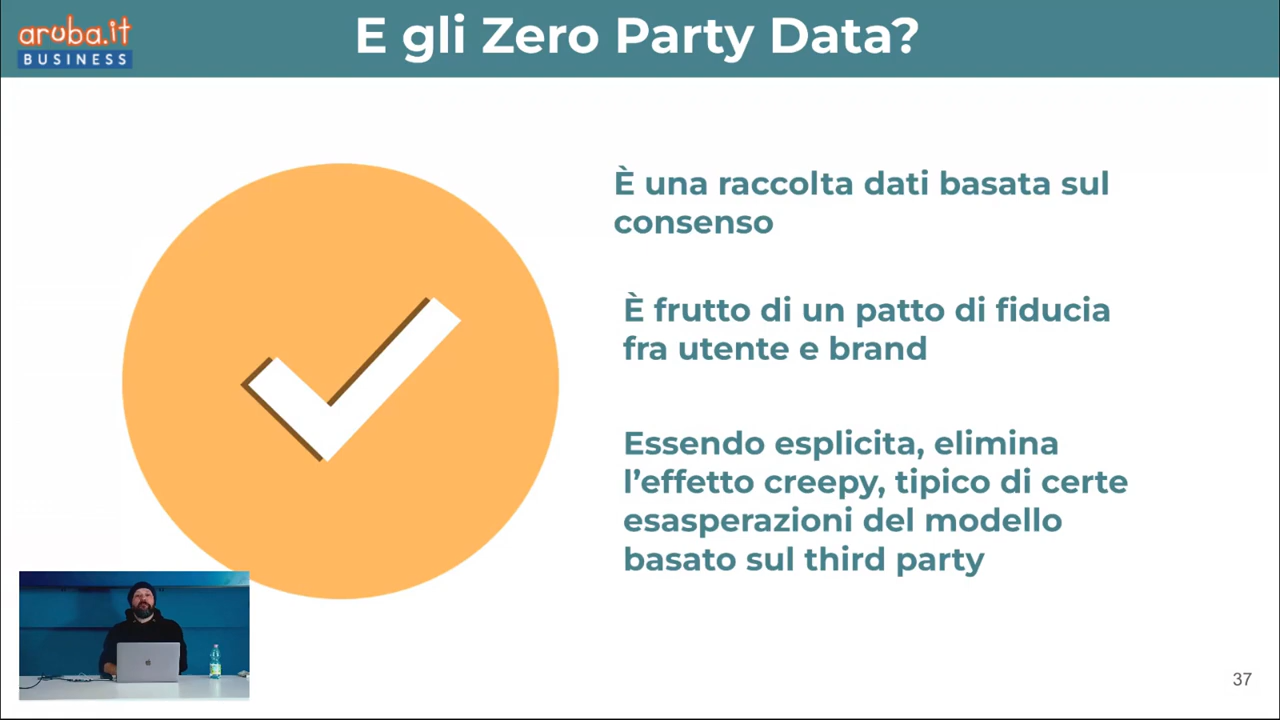 aruba.it
BUSINESS
E gli Zero Party Data?
È una raccolta dati basata sul
consenso
È frutto di un patto di fiducia
fra utente e brand
Essendo esplicita, elimina
l’effetto creepy, tipico di certe
esasperazioni del modello
basato sul third party
37